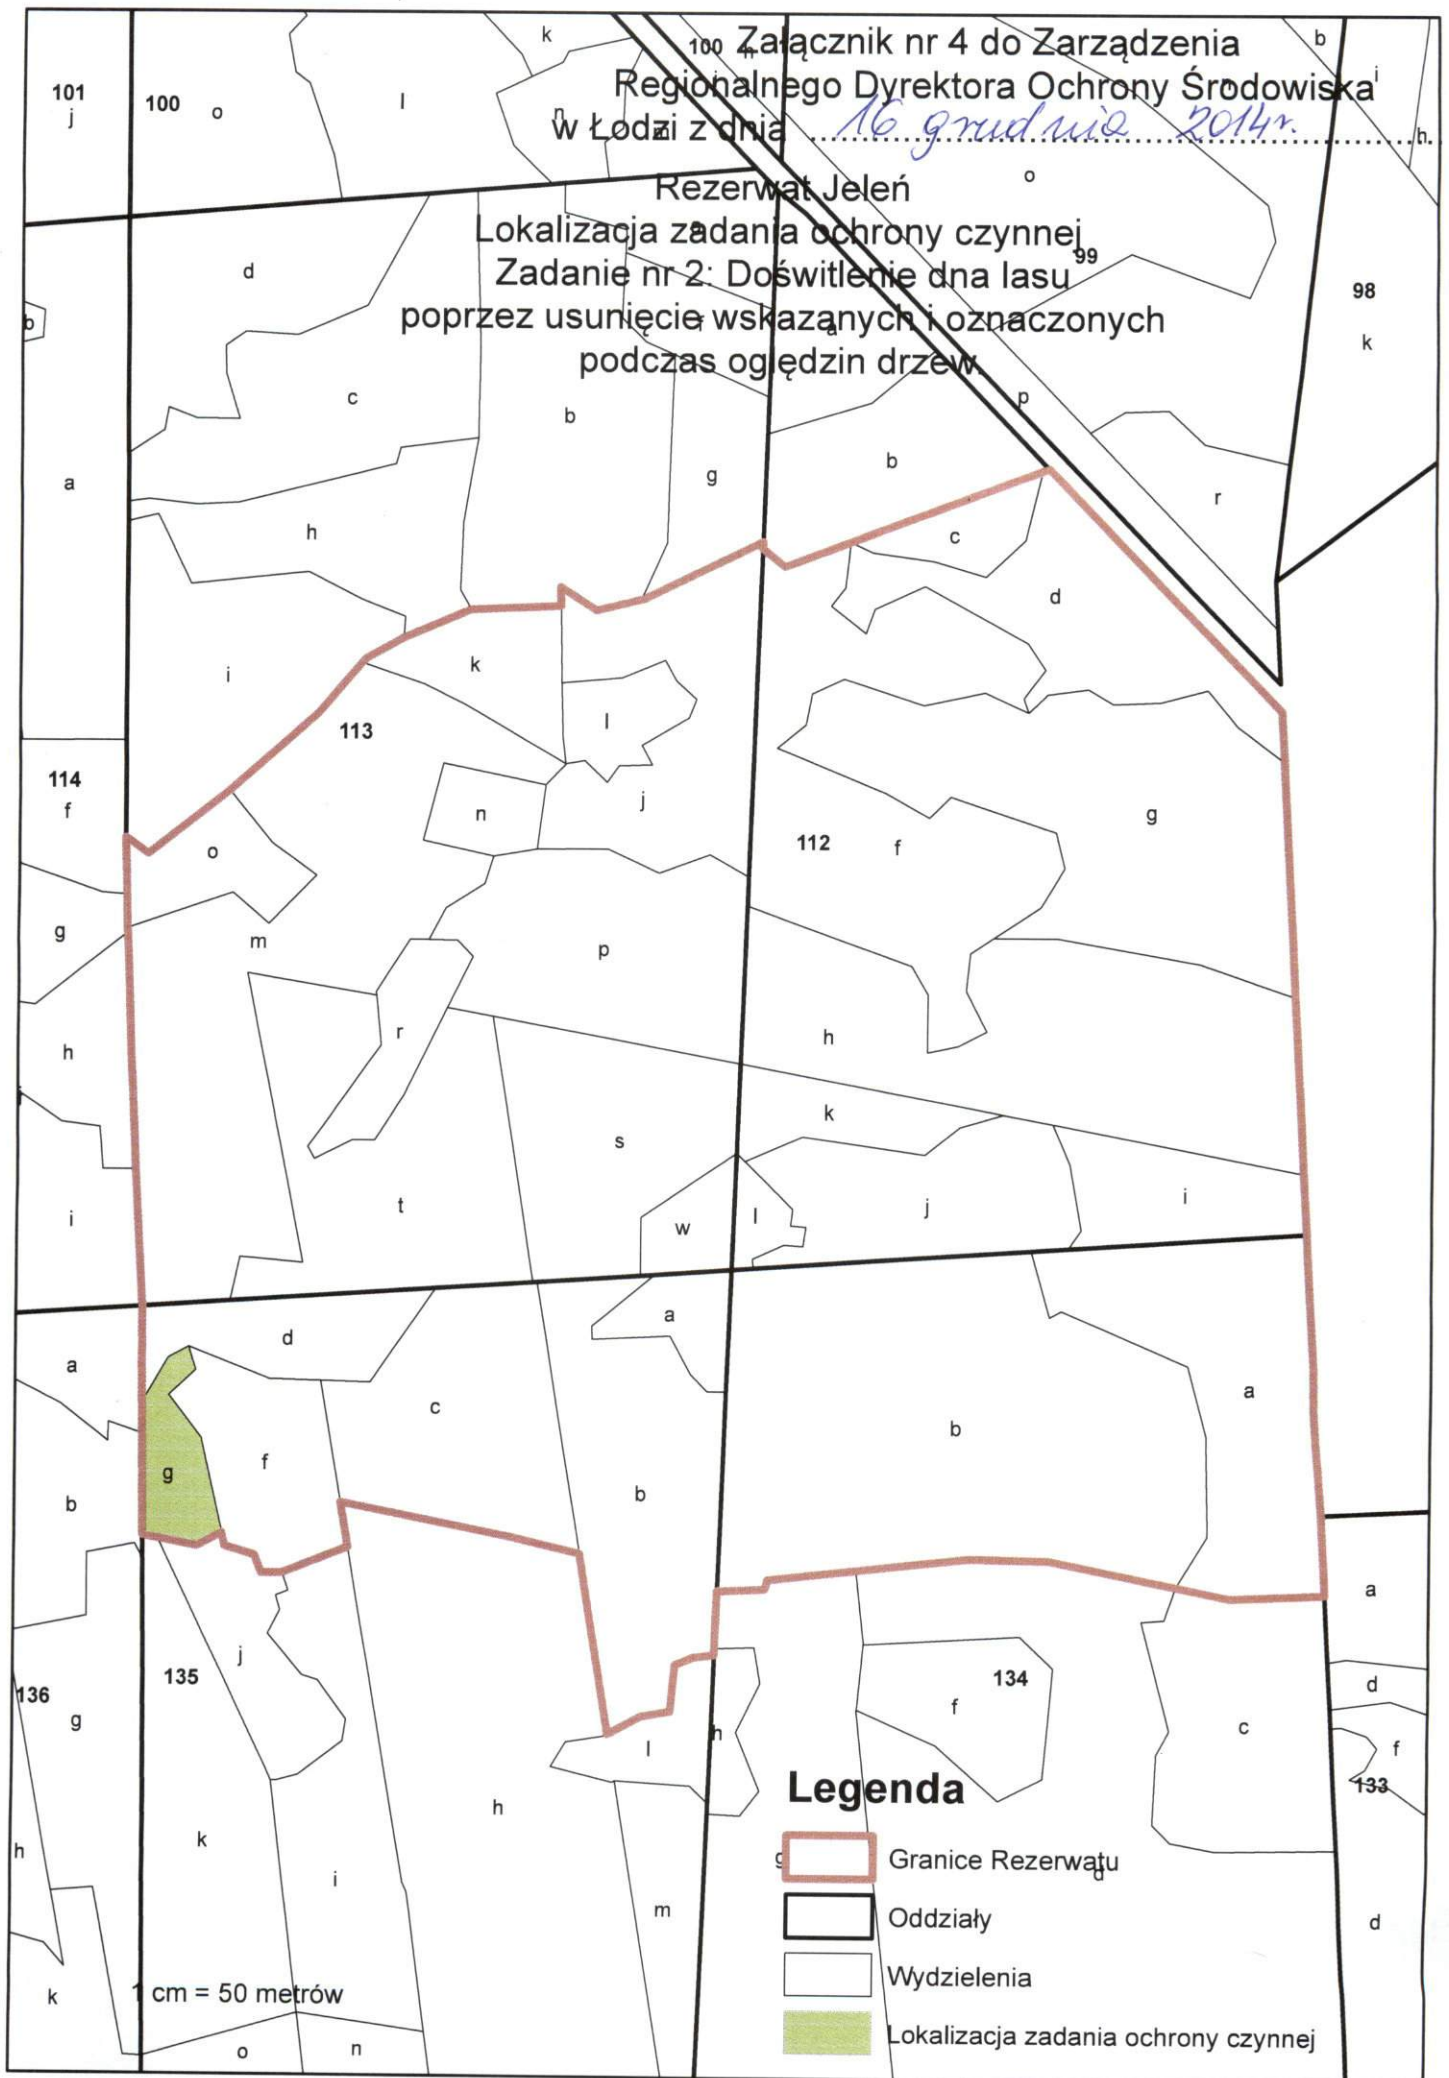 Załącznik nr 4 do Zarządzenia
Regionalnego Dyrektora Ochrony Środowiska
w Łodzi z dnia 16 grudnia 2014r.
Rezerwat Jeleń
Lokalizacja zadania ochrony czynnej
Zadanie nr 2: Doświtlenie dna lasu
poprzez usunięcie wskazanych i oznaczonych
podczas oględzin drzew.
k
100
n
b
i
101
j
100
o
l
n
m
h
o
d
99
98
k
b
a
f
c
b
p
a
g
b
r
h
c
d
i
k
l
113
114
f
n
j
112
f
g
o
g
m
p
h
r
h
k
s
i
t
w
l
j
i
a
d
a
c
b
a
g
f
b
b
a
j
135
136
g
134
f
d
c
h
l
f
133
h
k
h
i
g
d
m
d
k
o
n
1 cm = 50 metrów
Legenda
Granice Rezerwatu
Oddziały
Wydzielenia
Lokalizacja zadania ochrony czynnej